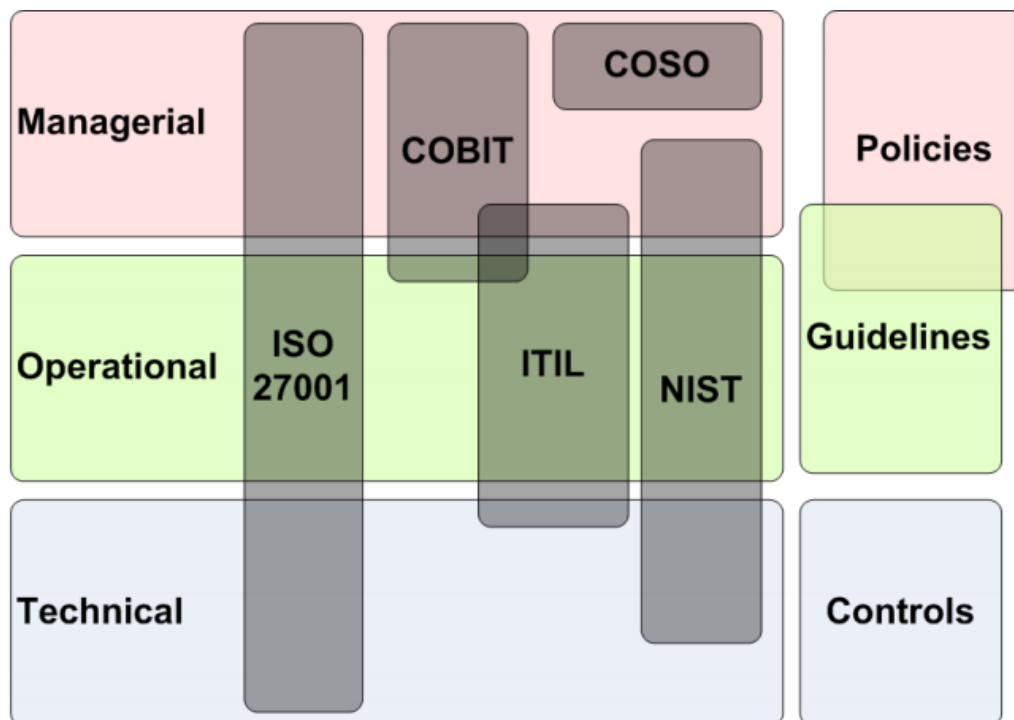 COSO
Managerial
COBIT
Policies
ISO
27001
Operational
ITIL
NIST
Guidelines
Technical
Controls